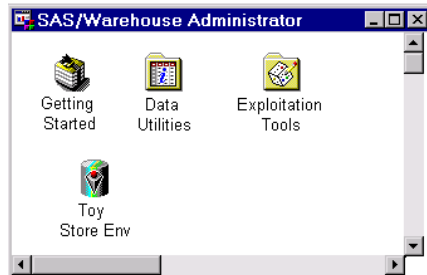 SAS/Warehouse Administrator
Getting
Started
Data
Utilities
Exploitation
Tools
Toy
Store Env